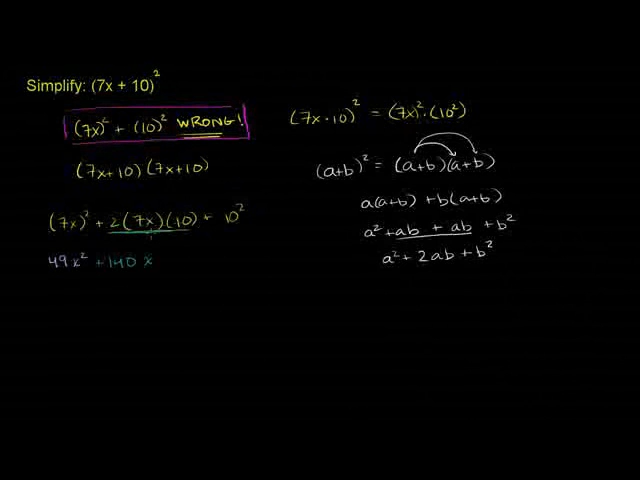 Simplify: (7x + 10)²
(7x)² + (10)² WRONG!
(7x+10)(7x+10)
(7x)² + 2(7x)(10) + 10²
49x² + 140x
(7x·10)² = (7x)²·(10²)
(a+b)² = (a+b)(a+b)
a(a+b) + b(a+b)
a² + ab + ab + b²
a² + 2ab + b²